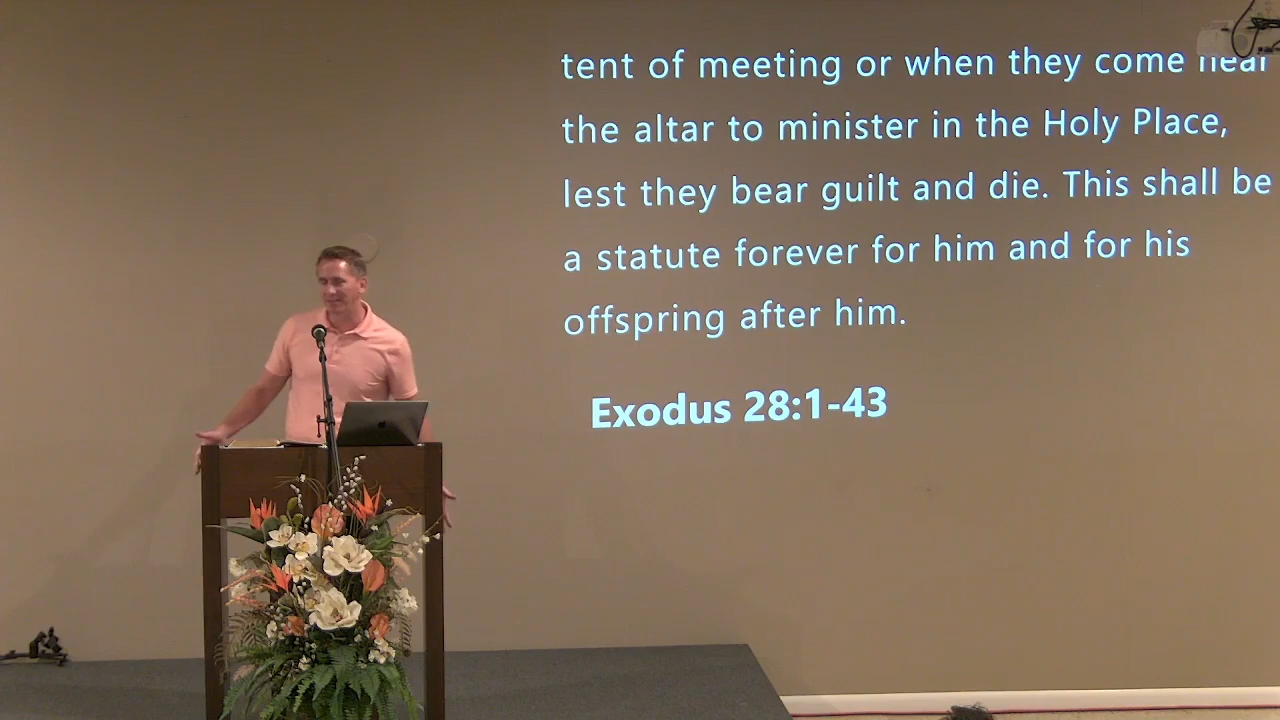 tent of meeting or when they come near
the altar to minister in the Holy Place,
lest they bear guilt and die. This shall be
a statute forever for him and for his
offspring after him.
Exodus 28:1-43